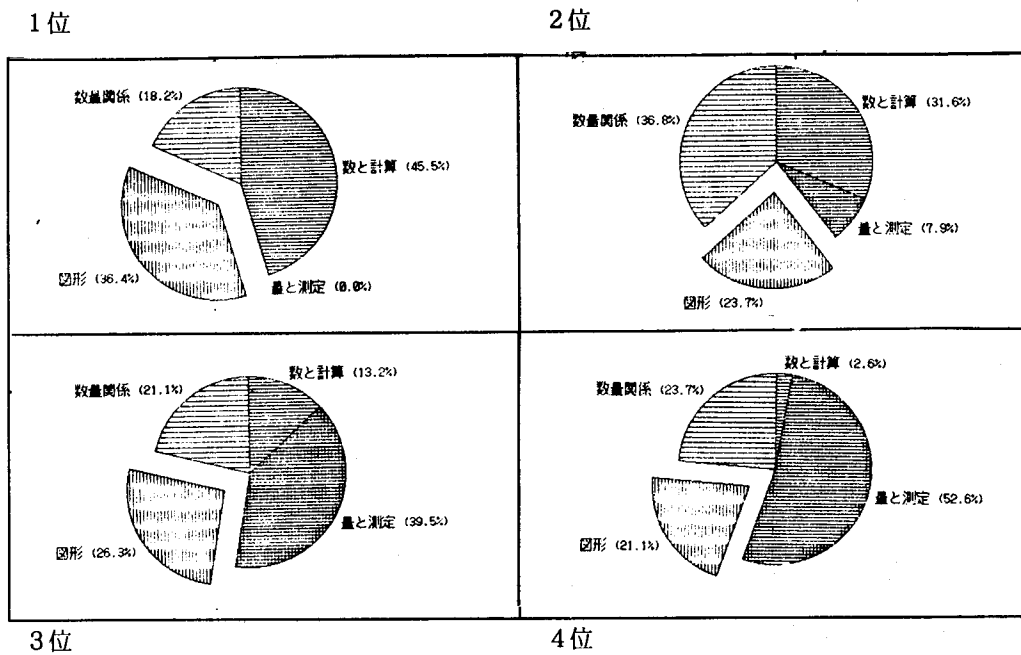 1位
2位
数量関係 (18.2%)
数と計算 (45.5%)
図形 (36.4%)
量と測定 (0.0%)
数量関係 (36.8%)
数と計算 (31.6%)
量と測定 (7.9%)
図形 (23.7%)
数量関係 (21.1%)
数と計算 (13.2%)
量と測定 (39.5%)
図形 (26.3%)
数量関係 (23.7%)
数と計算 (2.6%)
量と測定 (52.6%)
図形 (21.1%)
3位
4位